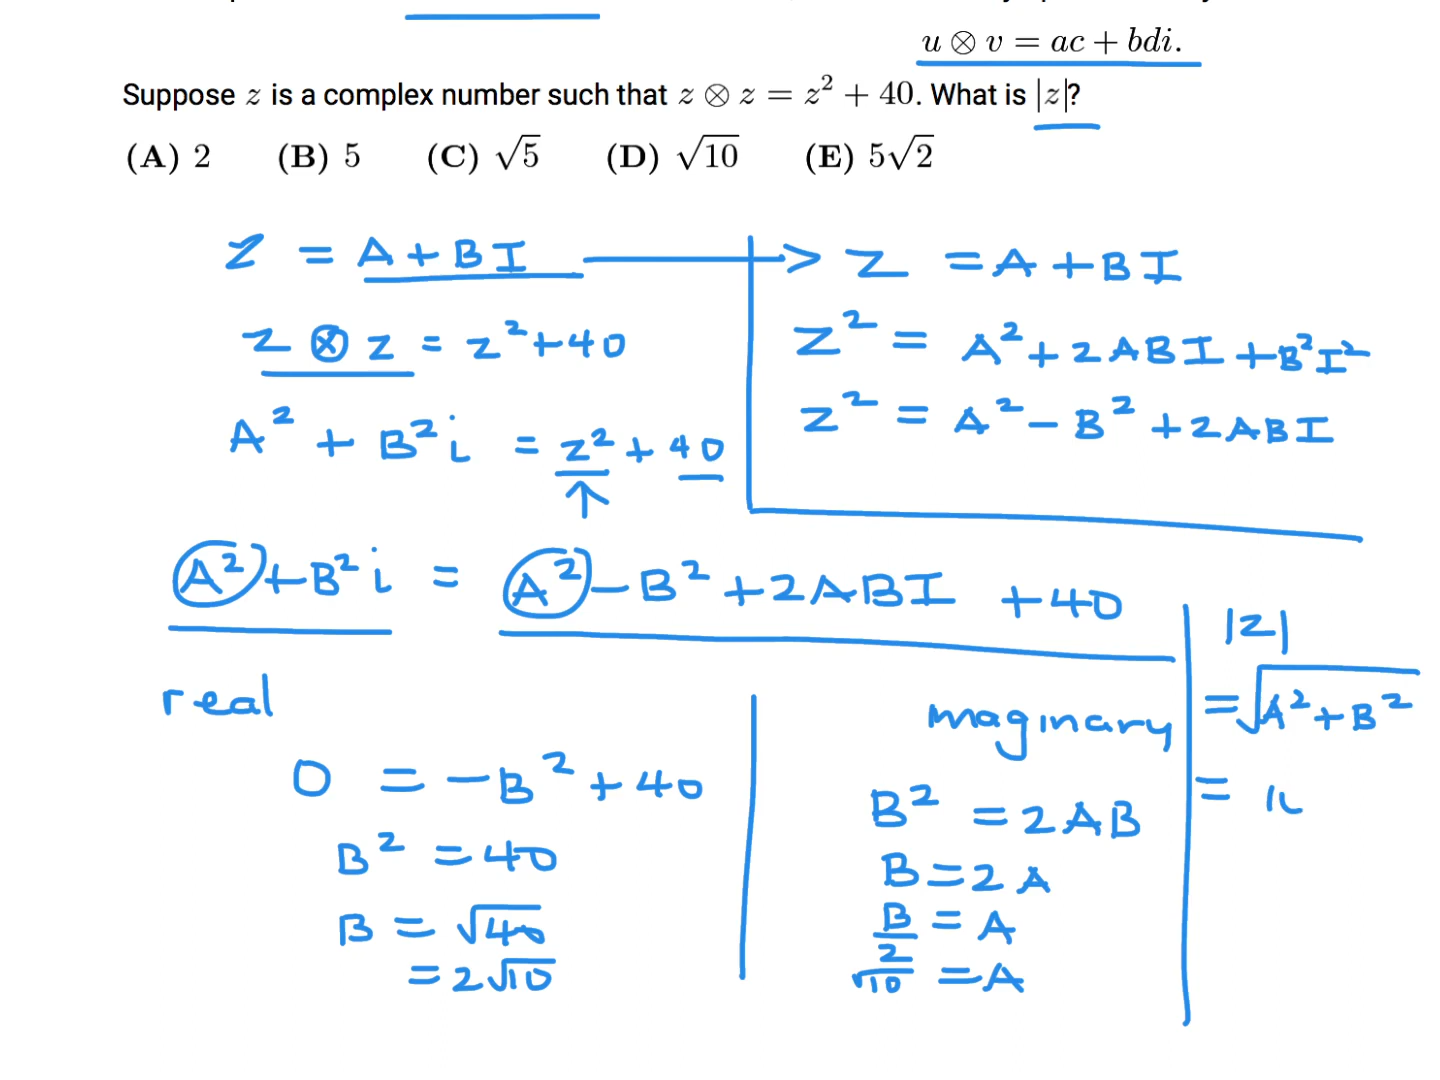 u ⊗ v = ac + bdi.
Suppose z is a complex number such that z ⊗ z = z² + 40. What is |z|?
(A) 2 (B) 5 (C) √5 (D) √10 (E) 5√2
Z = A + BI
Z ⊗ Z = Z² + 40
A² + B²i = Z² + 40
Z = A + BI
Z² = A² + 2ABI + B²I²
Z² = A² - B² + 2ABI
A² + B²i = A² - B² + 2ABI + 40
real
0 = -B² + 40
B² = 40
B = √40
= 2√10
imaginary
B² = 2AB
B = 2A
B/2 = A
√10 = A
|Z|
= √A² + B²
=